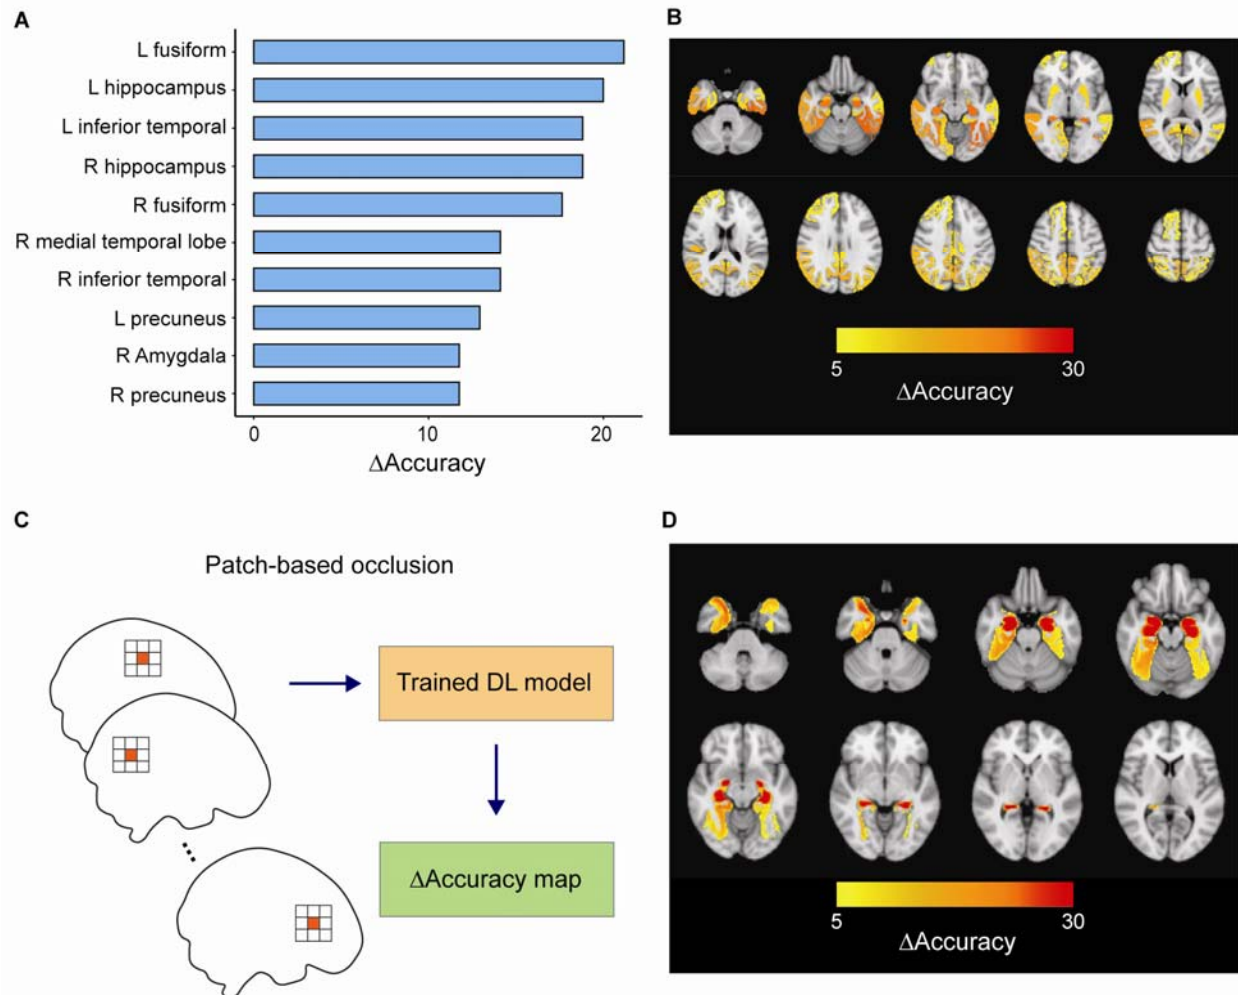 A
L fusiform
L hippocampus
L inferior temporal
R hippocampus
R fusiform
R medial temporal lobe
R inferior temporal
L precuneus
R Amygdala
R precuneus
0 10 20
ΔAccuracy
B
5 30
ΔAccuracy
C
Patch-based occlusion
Trained DL model
ΔAccuracy map
D
5 30
ΔAccuracy